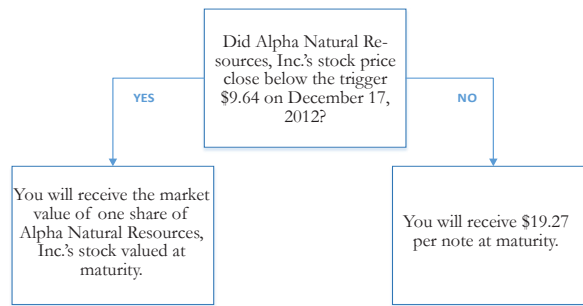 Did Alpha Natural Re-
sources, Inc.'s stock price
close below the trigger
$9.64 on December 17,
2012?
YES
NO
You will receive the market
value of one share of
Alpha Natural Resources,
Inc.'s stock valued at
maturity.
You will receive $19.27
per note at maturity.